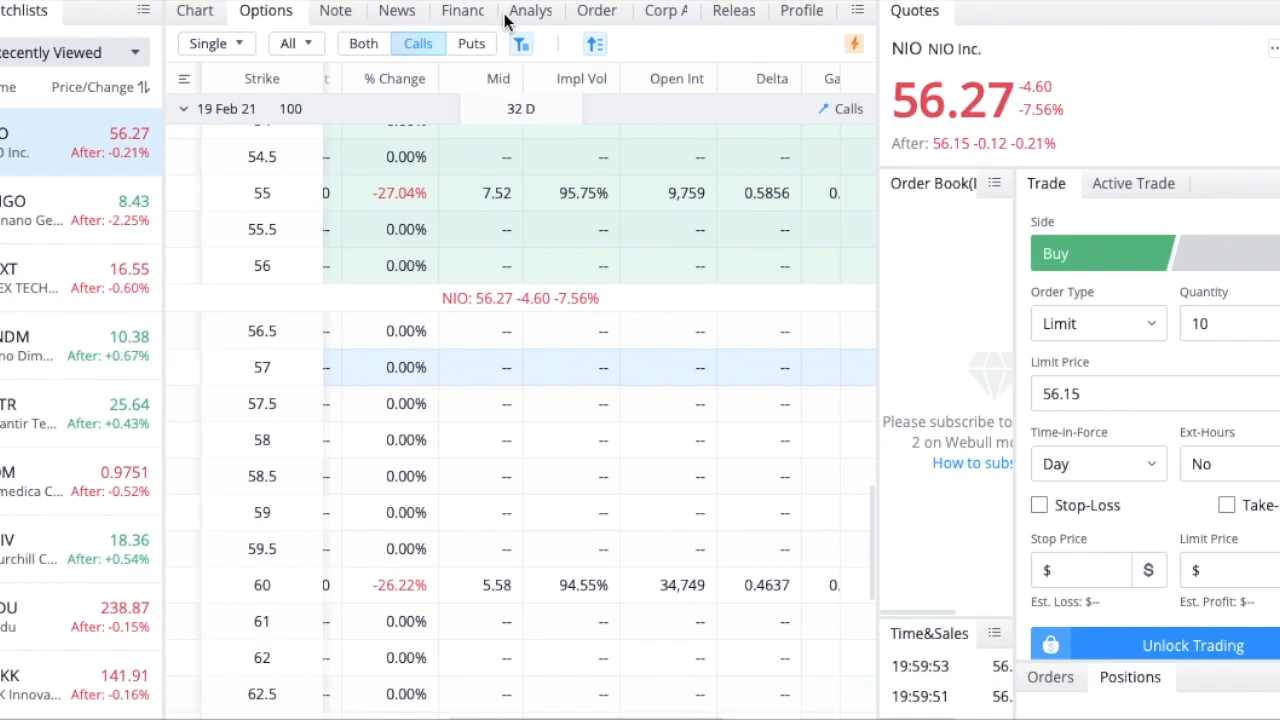 tchlists
Chart Options Note News Financ Analys Order Corp A Releas Profile
Quotes
ecently Viewed
Single All Both Calls Puts
NIO NIO Inc.
me Price/Change
Strike t % Change Mid Impl Vol Open Int Delta Ga
56.27 -4.60
-7.56%
19 Feb 21 100 32 D Calls
O 56.27
O Inc. After: -0.21%
After: 56.15 -0.12 -0.21%
54.5 -- 0.00% -- -- -- --
55 0 -27.04% 7.52 95.75% 9,759 0.5856 0.
55.5 -- 0.00% -- -- -- --
56 -- 0.00% -- -- -- --
NIO: 56.27 -4.60 -7.56%
56.5 -- 0.00% -- -- -- --
57 -- 0.00% -- -- -- --
57.5 -- 0.00% -- -- -- --
58 -- 0.00% -- -- -- --
58.5 -- 0.00% -- -- -- --
59 -- 0.00% -- -- -- --
59.5 -- 0.00% -- -- -- --
60 0 -26.22% 5.58 94.55% 34,749 0.4637 0.
61 -- 0.00% -- -- -- --
62 -- 0.00% -- -- -- --
62.5 -- 0.00% -- -- -- --
GO 8.43
nano Ge... After: -2.25%
XT 16.55
EX TECH... After: -0.60%
NDM 10.38
no Dim... After: +0.67%
TR 25.64
antir Te... After: +0.43%
OM 0.9751
medica C... After: -0.52%
IV 18.36
urchill C... After: +0.54%
DU 238.87
du After: -0.15%
KK 141.91
K Innova... After: -0.16%
Order Book(I
Trade Active Trade
Side
Buy
Order Type Quantity
Limit 10
Limit Price
56.15
Please subscribe to
2 on Webull mo
How to subs
Time-in-Force Ext-Hours
Day No
Stop-Loss Take-
Stop Price Limit Price
$ $ $
Est. Loss: $-- Est. Profit: $--
Unlock Trading
Time&Sales
19:59:53 56.
19:59:51 56.
Orders Positions